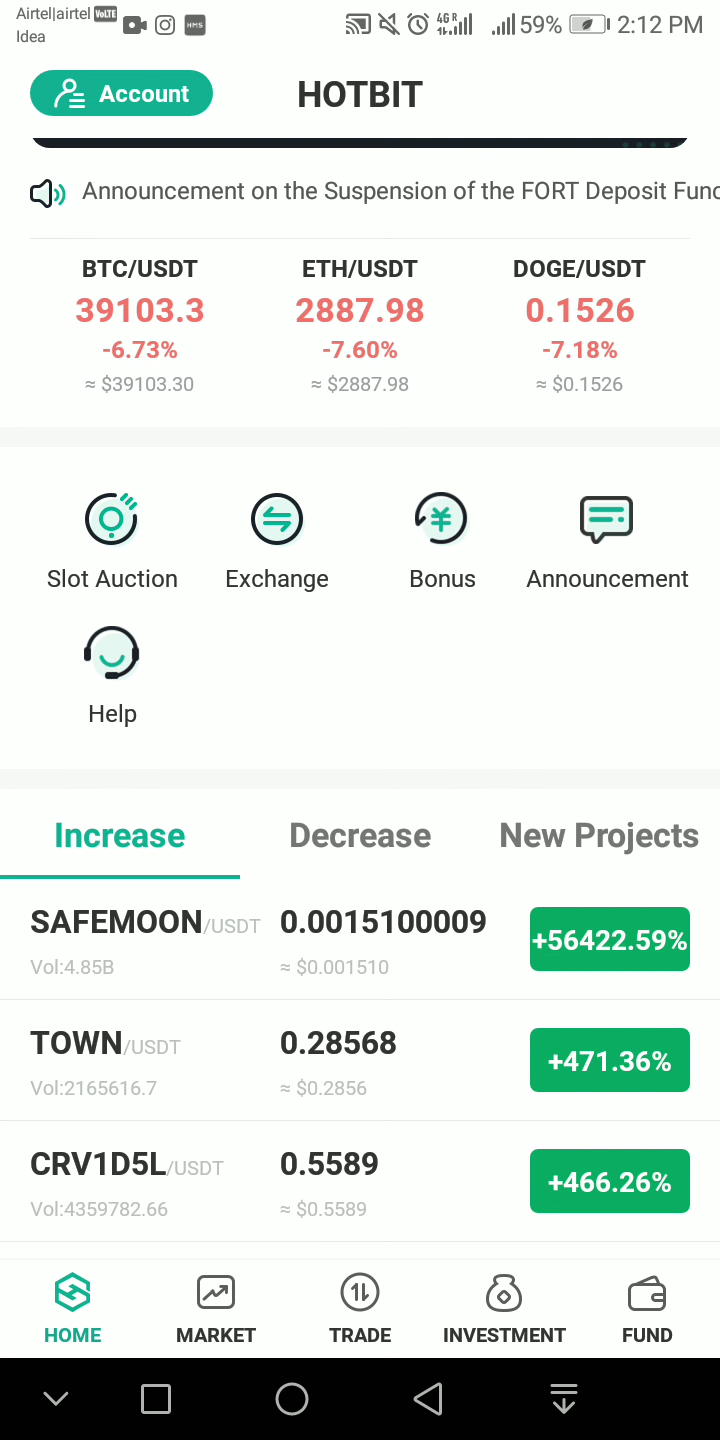 Airtel|airtel VoLTE
Idea
HMS
4G R
59%
2:12 PM
Account
HOTBIT
Announcement on the Suspension of the FORT Deposit Func
BTC/USDT ETH/USDT DOGE/USDT
39103.3 2887.98 0.1526
-6.73% -7.60% -7.18%
≈ $39103.30 ≈ $2887.98 ≈ $0.1526
Slot Auction Exchange Bonus Announcement
Help
Increase Decrease New Projects
SAFEMOON/USDT 0.0015100009 +56422.59%
Vol:4.85B ≈ $0.001510
TOWN/USDT 0.28568 +471.36%
Vol:2165616.7 ≈ $0.2856
CRV1D5L/USDT 0.5589 +466.26%
Vol:4359782.66 ≈ $0.5589
HOME MARKET TRADE INVESTMENT FUND